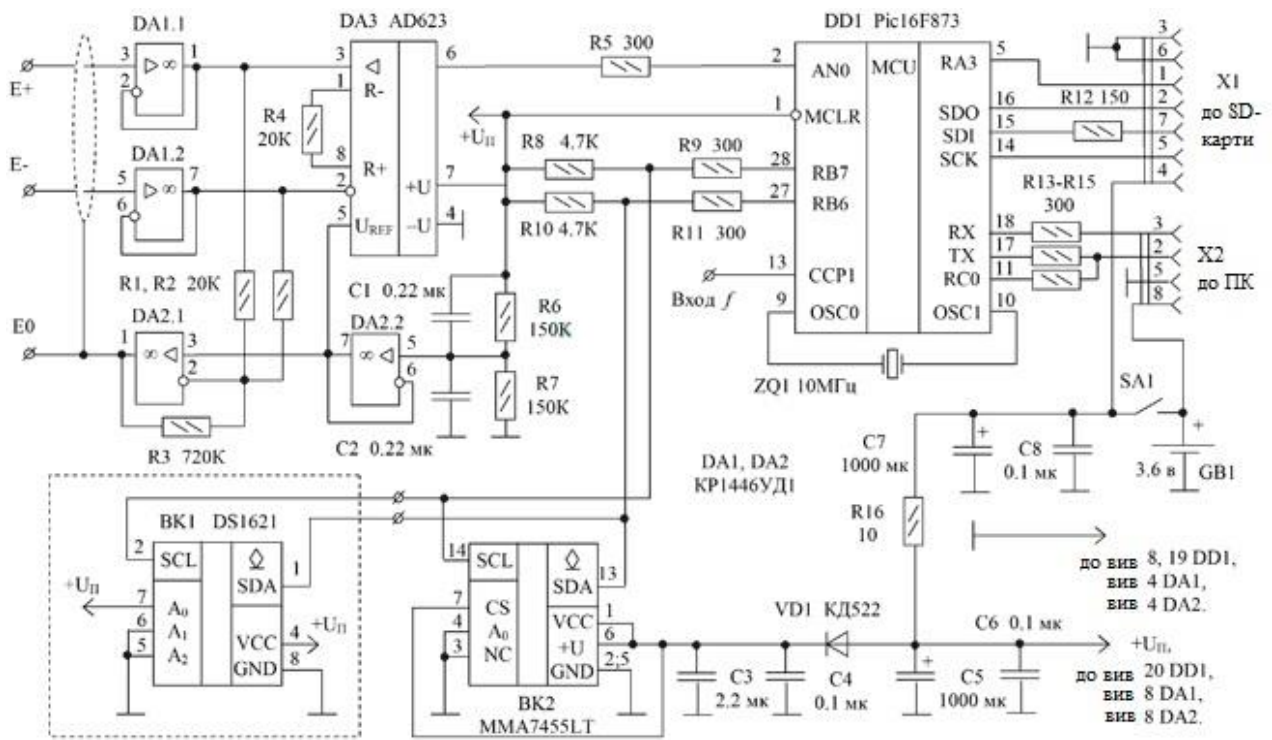 DA1.1
DA3 AD623
DD1 Pic16F873
3
1
2
E+
▷ ∞
3
1
R-
R4
20K
8
R+
2
5
U_REF
6
+U
7
–U
4
R5 300
2
AN0
MCU
RA3
5
1
MCLR
+Uп
R8 4.7K
R9 300
28
RB7
R10 4.7K
R11 300
27
RB6
SDO
16
SDI
15
SCK
14
R12 150
3
6
1
2
7
5
4
X1
до SD-
карти
DA1.2
E-
5
7
6
▷ ∞
R13-R15
300
RX
18
TX
17
RC0
11
3
2
5
8
X2
до ПК
13
CCP1
Вход f
9
OSC0
OSC1
10
ZQ1 10МГц
R1, R2 20K
C1 0,22 мк
R6
150K
R7
150K
E0
DA2.1
1
3
2
∞ ◁
DA2.2
7
5
6
∞ ◁
R3 720K
C2 0,22 мк
SA1
C7
1000 мк
+
C8
0.1 мк
+
3.6 в
GB1
DA1, DA2
КР1446УД1
R16
10
до вив 8, 19 DD1,
вив 4 DA1,
вив 4 DA2.
BK1 DS1621
2
SCL
SDA
1
+Uп
7
6
5
A0
A1
A2
VCC
GND
4
8
+Uп
14
SCL
SDA
13
7
4
3
CS
A0
NC
VCC
+U
GND
1
6
2;5
BK2
MMA7455LT
C3
2.2 мк
VD1 КД522
C4
0.1 мк
+
C5
1000 мк
C6 0,1 мк
+Uп,
до вив 20 DD1,
вив 8 DA1,
вив 8 DA2.